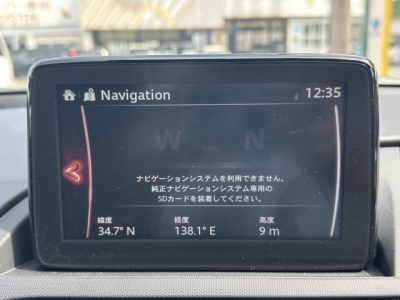 Navigation 12:35
W NW N
ナビゲーションシステムを利用できません。
純正ナビゲーションシステム専用の
SDカードを装着してください。
緯度 経度 高度
34.7° N 138.1° E 9 m